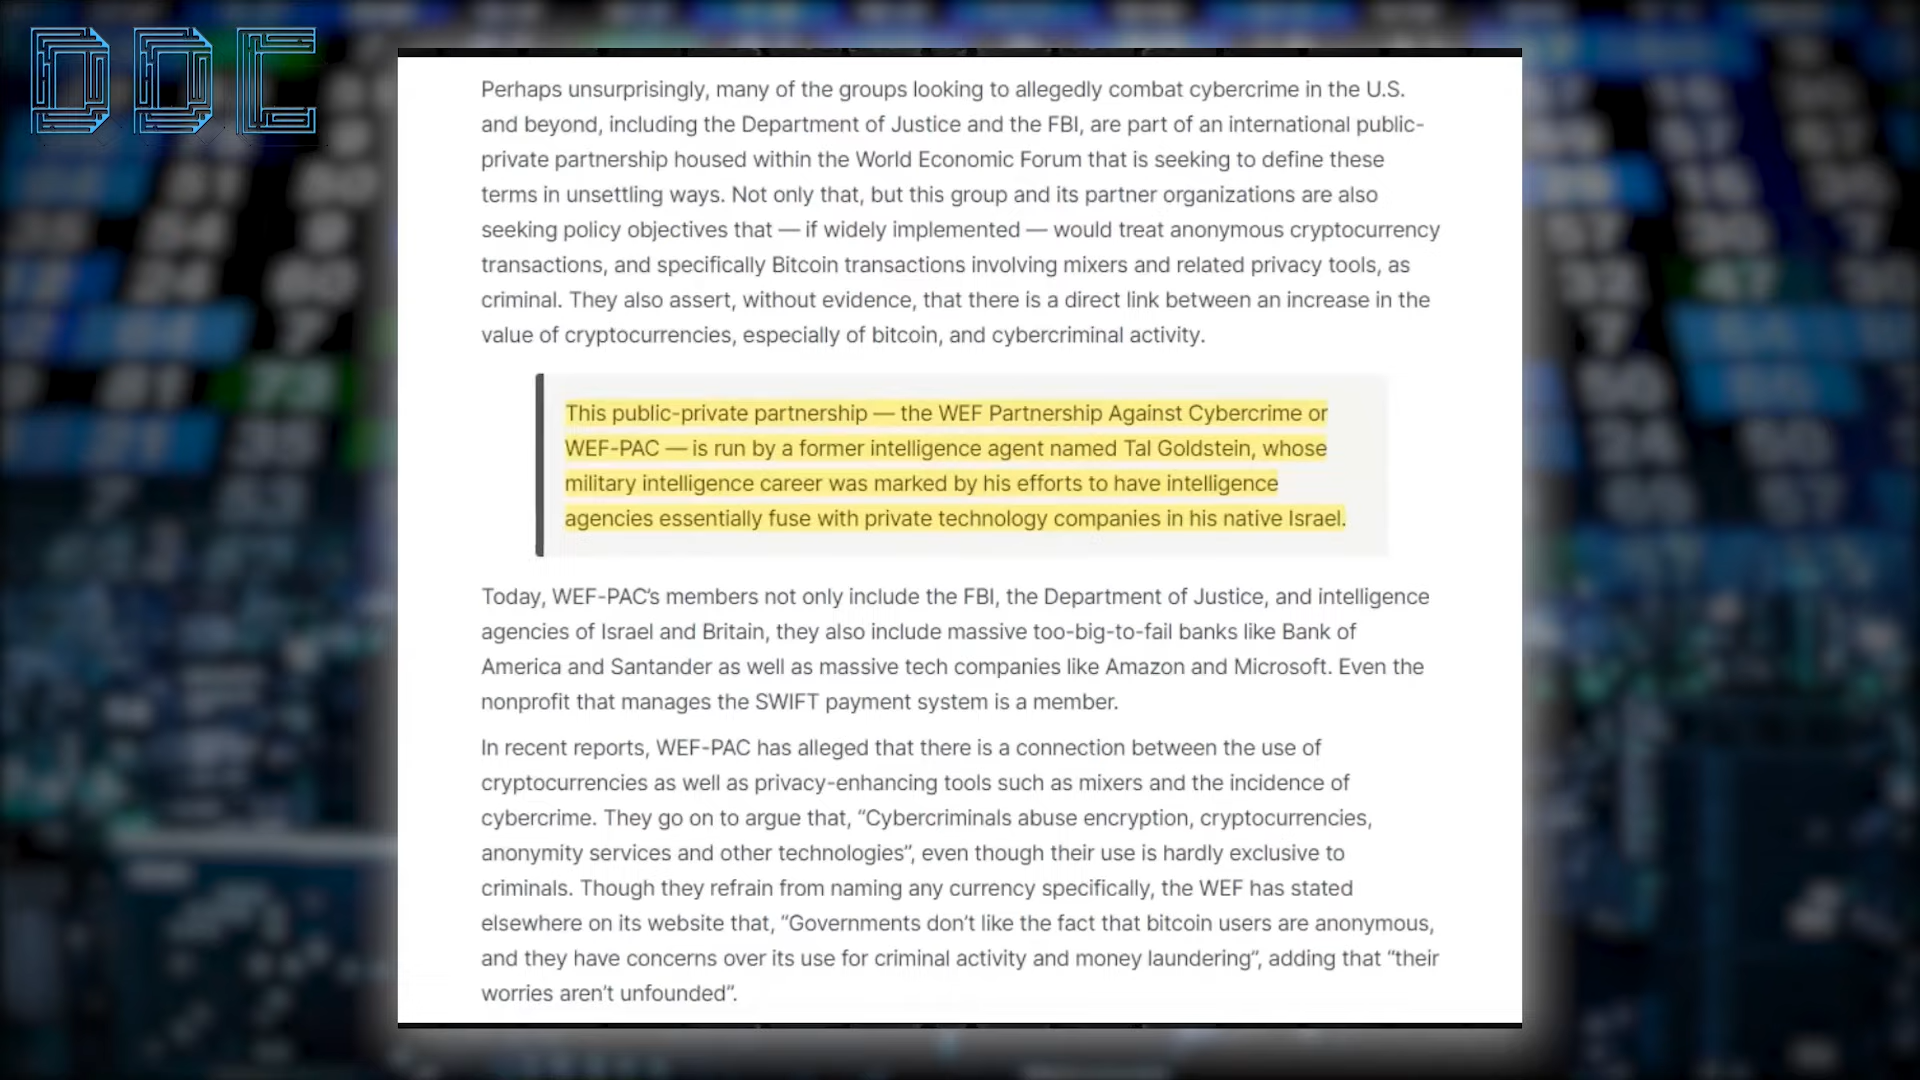 DDC
Perhaps unsurprisingly, many of the groups looking to allegedly combat cybercrime in the U.S.
and beyond, including the Department of Justice and the FBI, are part of an international public-
private partnership housed within the World Economic Forum that is seeking to define these
terms in unsettling ways. Not only that, but this group and its partner organizations are also
seeking policy objectives that — if widely implemented — would treat anonymous cryptocurrency
transactions, and specifically Bitcoin transactions involving mixers and related privacy tools, as
criminal. They also assert, without evidence, that there is a direct link between an increase in the
value of cryptocurrencies, especially of bitcoin, and cybercriminal activity.
This public-private partnership — the WEF Partnership Against Cybercrime or
WEF-PAC — is run by a former intelligence agent named Tal Goldstein, whose
military intelligence career was marked by his efforts to have intelligence
agencies essentially fuse with private technology companies in his native Israel.
Today, WEF-PAC’s members not only include the FBI, the Department of Justice, and intelligence
agencies of Israel and Britain, they also include massive too-big-to-fail banks like Bank of
America and Santander as well as massive tech companies like Amazon and Microsoft. Even the
nonprofit that manages the SWIFT payment system is a member.
In recent reports, WEF-PAC has alleged that there is a connection between the use of
cryptocurrencies as well as privacy-enhancing tools such as mixers and the incidence of
cybercrime. They go on to argue that, “Cybercriminals abuse encryption, cryptocurrencies,
anonymity services and other technologies”, even though their use is hardly exclusive to
criminals. Though they refrain from naming any currency specifically, the WEF has stated
elsewhere on its website that, “Governments don’t like the fact that bitcoin users are anonymous,
and they have concerns over its use for criminal activity and money laundering”, adding that “their
worries aren’t unfounded”.